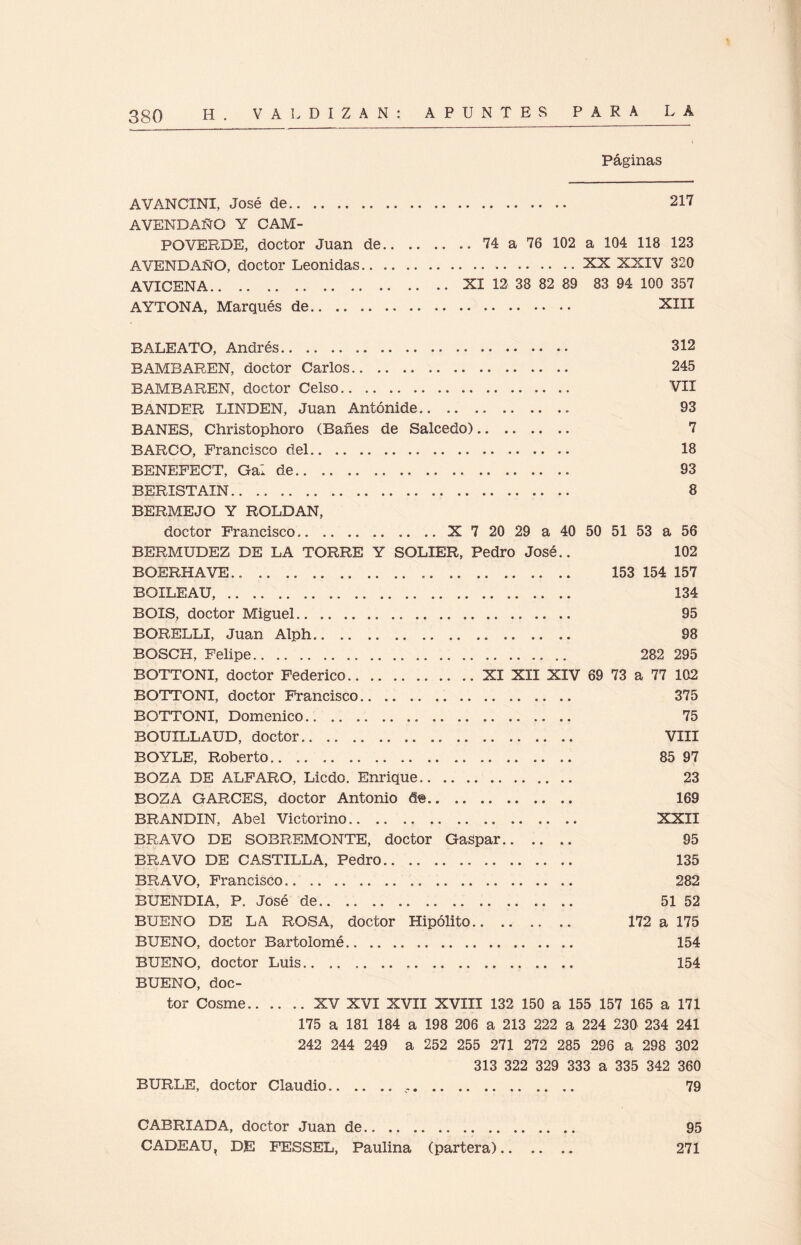 380 H. VALDIZAN: APUNTES PARA LA
Páginas
AVANCINI, José de.. .. .. .. .. .. .. .. .. .. .. .. .. .. 217
AVENDAÑO Y CAM-
POVERDE, doctor Juan de.. .. .. .. .. 74 a 76 102 a 104 118 123
AVENDAÑO, doctor Leonidas.. .. .. .. .. .. .. .. .. .. .. XX XXIV 320
AVICENA.. .. .. .. .. .. .. .. .. .. .. .. XI 12 38 82 89 83 94 100 357
AYTONA, Marqués de.. .. .. .. .. .. .. .. .. .. .. .. .. XIII
BALEATO, Andrés.. .. .. .. .. .. .. .. .. .. .. .. .. .. 312
BAMBAREN, doctor Carlos.. .. .. .. .. .. .. .. .. .. .. 245
BAMBAREN, doctor Celso.. .. .. .. .. .. .. .. .. .. .. VII
BANDER LINDEN, Juan Antónide.. .. .. .. .. .. .. .. 93
BANES, Christophoro (Bañes de Salcedo).. .. .. .. .. 7
BARCO, Francisco del.. .. .. .. .. .. .. .. .. .. .. .. .. 18
BENEFECT, Gal de.. .. .. .. .. .. .. .. .. .. .. .. .. .. 93
BERISTAIN.. .. .. .. .. .. .. .. .. .. .. .. .. .. .. .. .. 8
BERMEJO Y ROLDAN,
doctor Francisco.. .. .. .. .. .. .. X 7 20 29 a 40 50 51 53 a 56
BERMUDEZ DE LA TORRE Y SOLIER, Pedro José.. 102
BOERHAVE.. .. .. .. .. .. .. .. .. .. .. .. .. .. .. .. .. 153 154 157
BOILEAU, .. .. .. .. .. .. .. .. .. .. .. .. .. .. .. .. .. 134
BOIS, doctor Miguel.. .. .. .. .. .. .. .. .. .. .. .. .. .. 95
BORELLI, Juan Alph.. .. .. .. .. .. .. .. .. .. .. .. .. 98
BOSCH, Felipe.. .. .. .. .. .. .. .. .. .. .. .. .. .. .. .. 282 295
BOTTONI, doctor Federico.. .. .. .. .. .. .. XI XII XIV 69 73 a 77 102
BOTTONI, doctor Francisco.. .. .. .. .. .. .. .. .. .. .. 375
BOTTONI, Domenico.. .. .. .. .. .. .. .. .. .. .. .. .. .. 75
BOUILLAUD, doctor.. .. .. .. .. .. .. .. .. .. .. .. .. .. VIII
BOYLE, Roberto.. .. .. .. .. .. .. .. .. .. .. .. .. .. .. 85 97
BOZA DE ALFARO, Licdo. Enrique.. .. .. .. .. .. .. .. 23
BOZA GARCES, doctor Antonio de.. .. .. .. .. .. .. .. 169
BRANDIN, Abel Victorino.. .. .. .. .. .. .. .. .. .. .. .. XXII
BRAVO DE SOBREMONTE, doctor Gaspar.. .. .. .. 95
BRAVO DE CASTILLA, Pedro.. .. .. .. .. .. .. .. .. .. 135
BRAVO, Francisco.. .. .. .. .. .. .. .. .. .. .. .. .. .. .. 282
BUENDIA, P. José de.. .. .. .. .. .. .. .. .. .. .. .. .. 51 52
BUENO DE LA ROSA, doctor Hipólito.. .. .. .. .. 172 a 175
BUENO, doctor Bartolomé.. .. .. .. .. .. .. .. .. .. .. .. 154
BUENO, doctor Luis.. .. .. .. .. .. .. .. .. .. .. .. .. .. 154
BUENO, doc-
tor Cosme.. .. .. .. XV XVI XVII XVIII 132 150 a 155 157 165 a 171
175 a 181 184 a 198 206 a 213 222 a 224 230 234 241
242 244 249 a 252 255 271 272 285 296 a 298 302
313 322 329 333 a 335 342 360
BURLE, doctor Claudio.. .. .. .. .. .. .. .. .. .. .. .. .. 79
CABRIADA, doctor Juan de.. .. .. .. .. .. .. .. .. .. .. 95
CADEAU, DE FESSEL, Paulina (partera).. .. .. .. 271